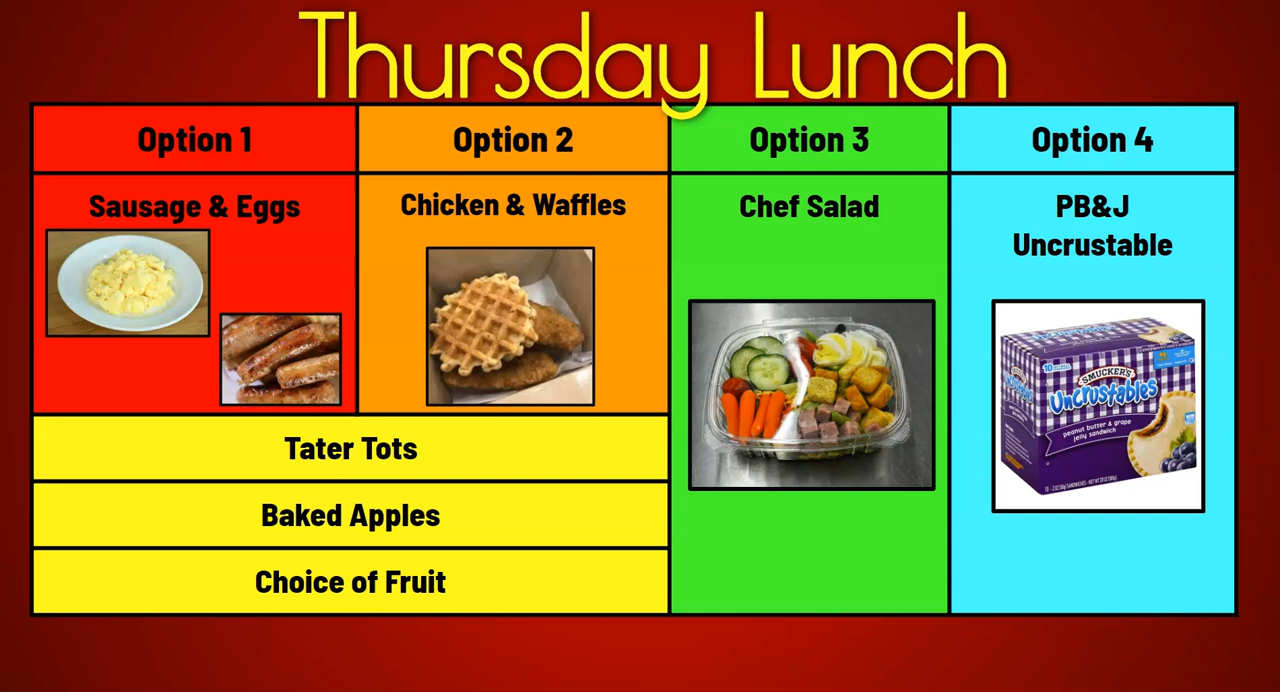 Thursday Lunch
Option 1
Option 2
Option 3
Option 4
Sausage & Eggs
Chicken & Waffles
Chef Salad
PB&J
Uncrustable
SMUCKER'S
Uncrustables
peanut butter & grape
jelly sandwich
Tater Tots
Baked Apples
Choice of Fruit